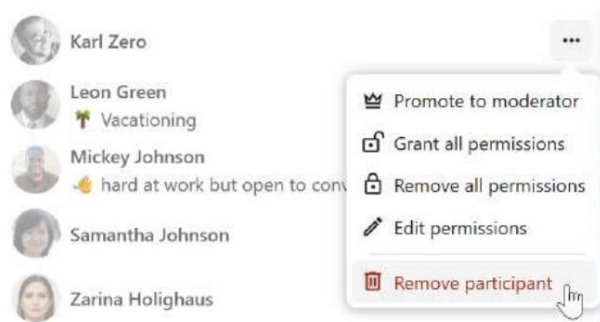 Karl Zero
Leon Green
🌴 Vacationing
Mickey Johnson
🤙 hard at work but open to
Samantha Johnson
Zarina Holighaus
Promote to moderator
Grant all permissions
Remove all permissions
Edit permissions
Remove participant